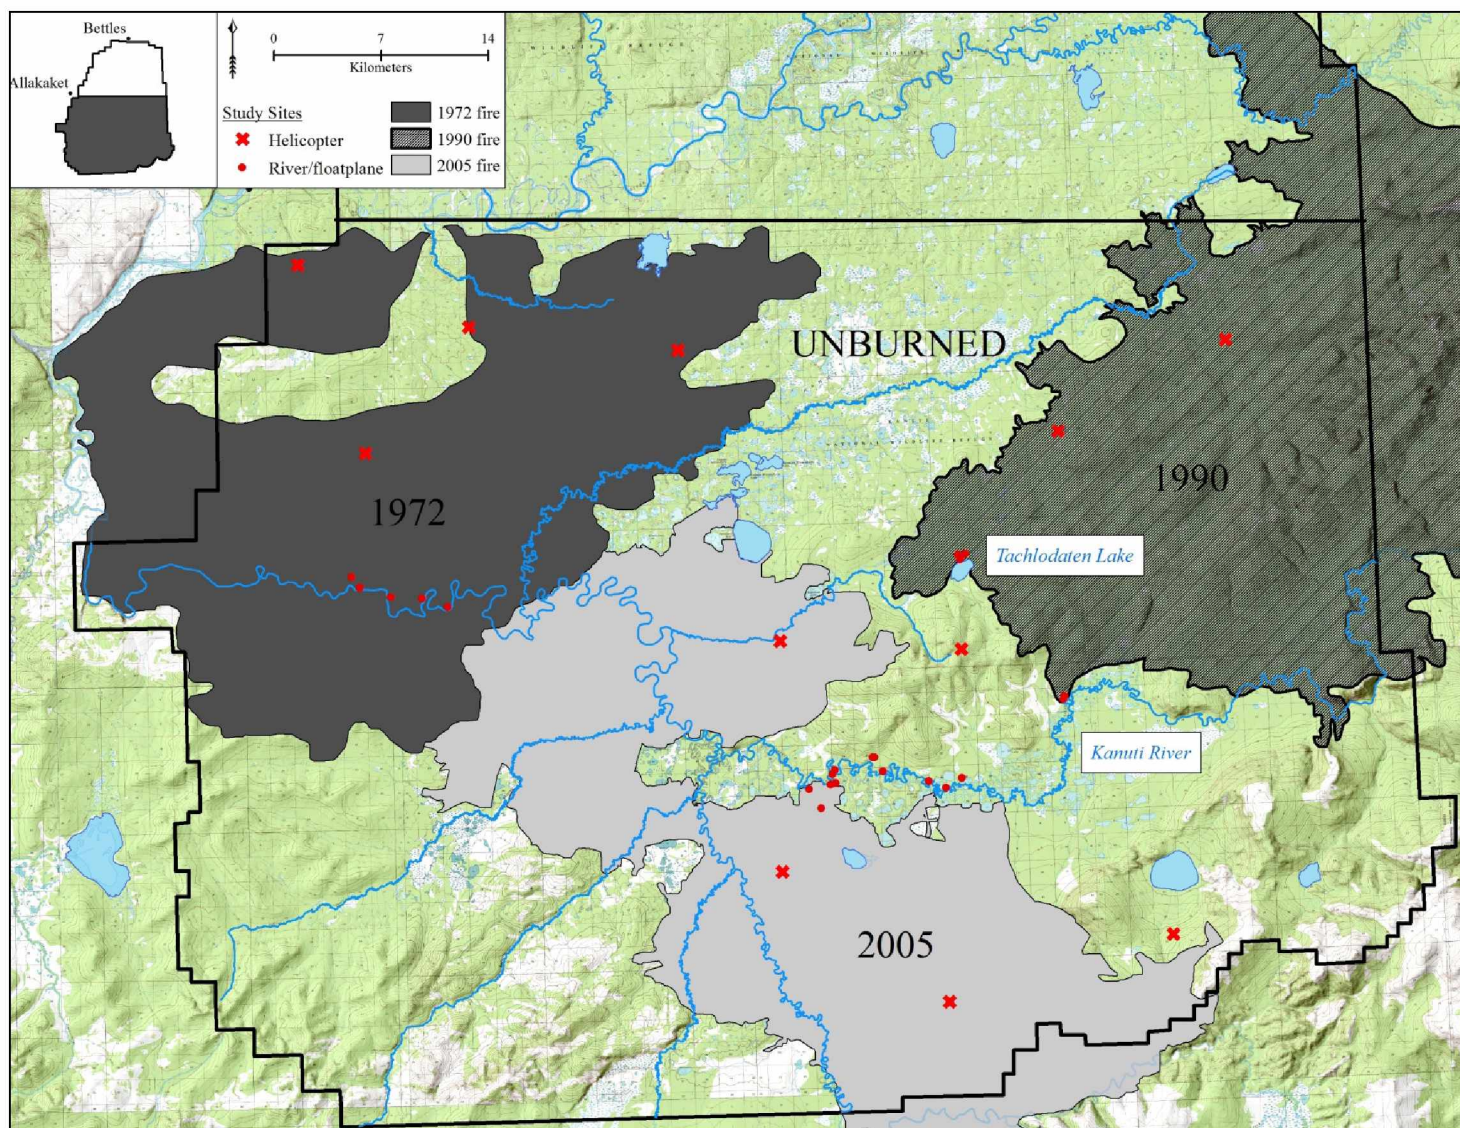 Bettles
Allakaket
0 7 14
Kilometers
Study Sites
Helicopter
River/floatplane
1972 fire
1990 fire
2005 fire
UNBURNED
1972
1990
Tachlodaten Lake
Kanuti River
2005